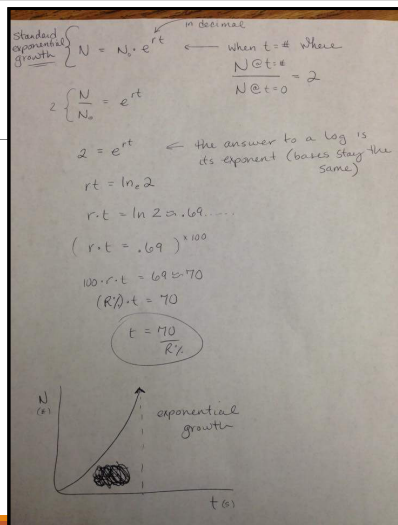 in decimal
standard exponential growth { N = N₀ · e^rt ← when t = * where
N@t=* / N@t=0 = 2
2 { N/N₀ = e^rt
2 = e^rt ← the answer to a log is
its exponent (bases stay the
same)
rt = lnₑ 2
r·t = ln 2 ≈ .69.....
( r·t = .69 ) ×100
100·r·t = 69 ≈ 70
(R%)·t = 70
t = 70/R%
N
exponential
growth
t (s)